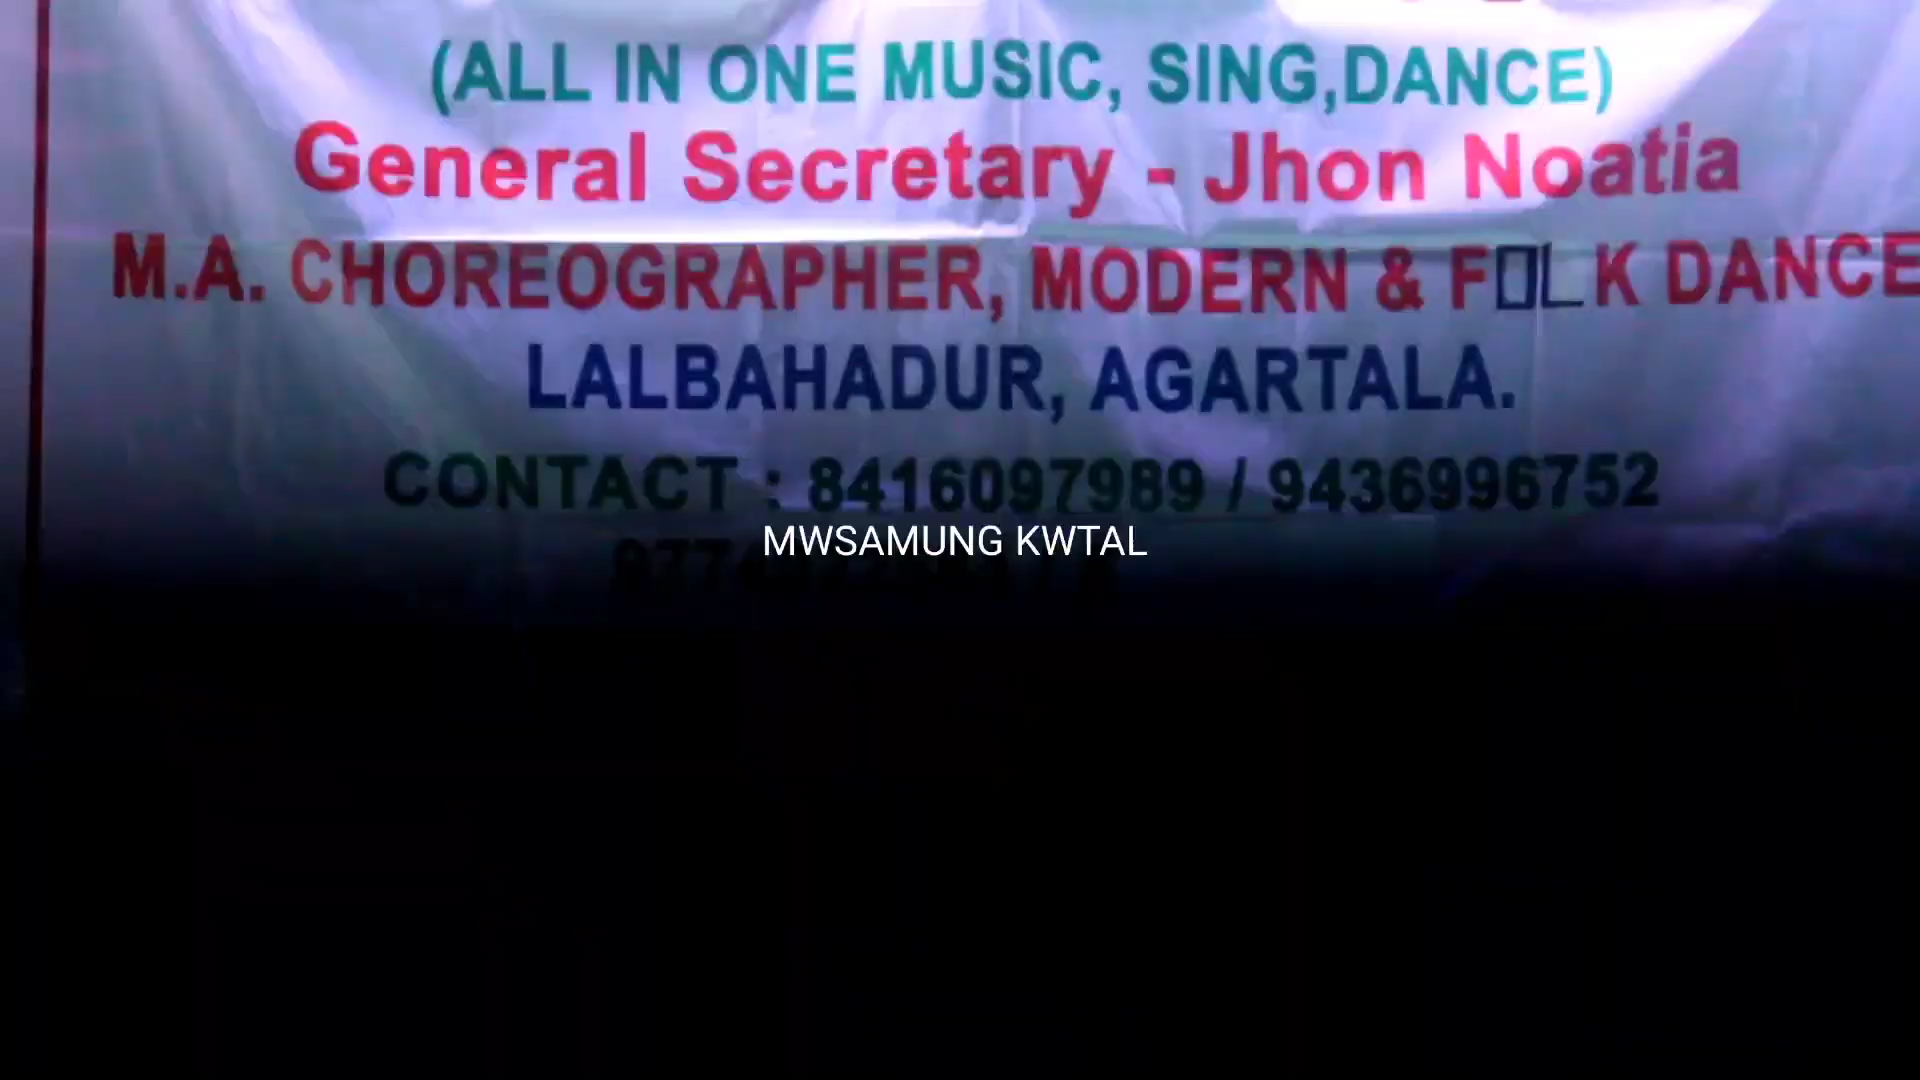 (ALL IN ONE MUSIC, SING,DANCE)
General Secretary - Jhon Noatia
M.A. CHOREOGRAPHER, MODERN & FOLK DANCE
LALBAHADUR, AGARTALA.
CONTACT : 8416097989 / 9436996752
MWSAMUNG KWTAL